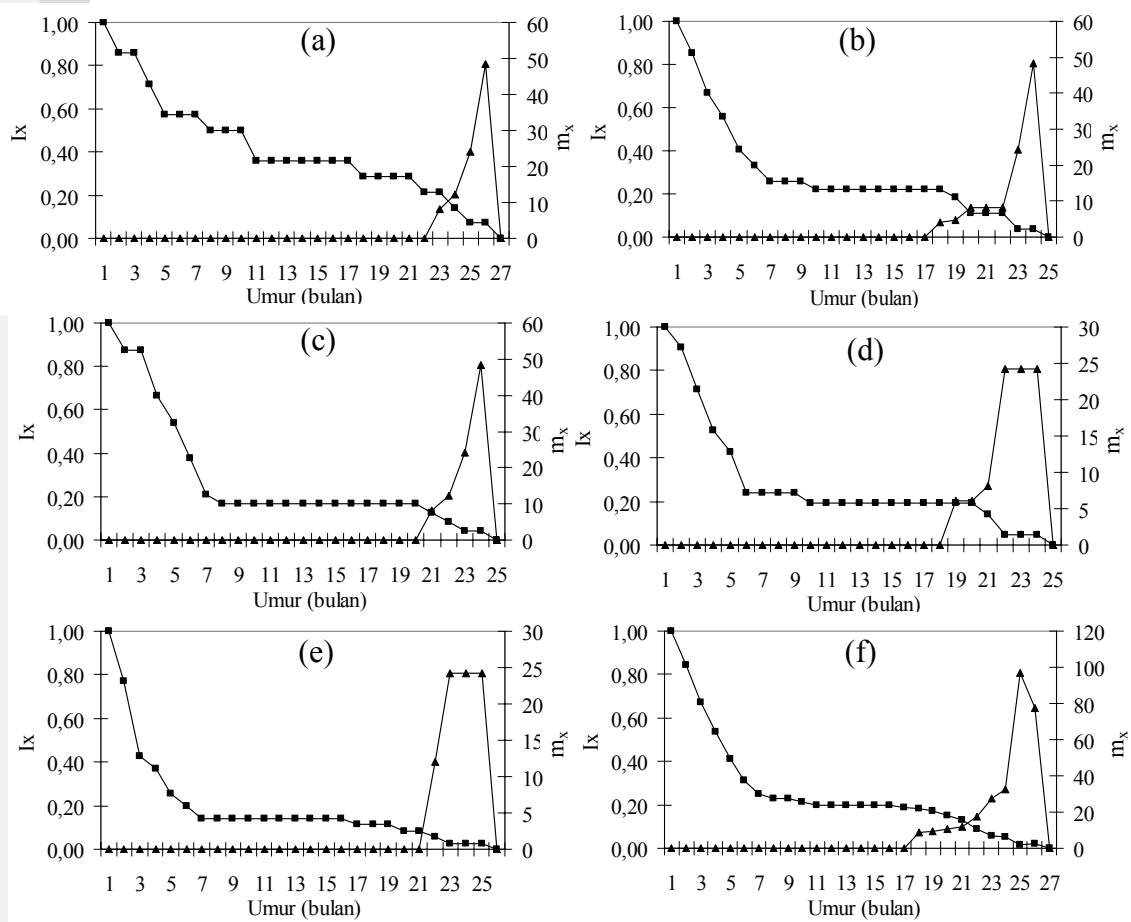 (a)
1,00
0,80
0,60
0,40
0,20
0,00
Ix
60
50
40
30
20
10
0
mₓ
1 3 5 7 9 11 13 15 17 19 21 23 25 27
Umur (bulan)
(b)
1,00
0,80
0,60
0,40
0,20
0,00
Ix
60
50
40
30
20
10
0
mₓ
1 3 5 7 9 11 13 15 17 19 21 23 25
Umur (bulan)
(c)
1,00
0,80
0,60
0,40
0,20
0,00
Ix
60
50
40
30
20
10
0
mₓ
1 3 5 7 9 11 13 15 17 19 21 23 25
Umur (bulan)
(d)
1,00
0,80
0,60
0,40
0,20
0,00
Ix
30
25
20
15
10
5
0
mₓ
1 3 5 7 9 11 13 15 17 19 21 23 25
Umur (bulan)
(e)
1,00
0,80
0,60
0,40
0,20
0,00
Ix
30
25
20
15
10
5
0
mₓ
1 3 5 7 9 11 13 15 17 19 21 23 25
Umur (bulan)
(f)
1,00
0,80
0,60
0,40
0,20
0,00
Ix
120
100
80
60
40
20
0
mₓ
1 3 5 7 9 11 13 15 17 19 21 23 25 27
Umur (bulan)